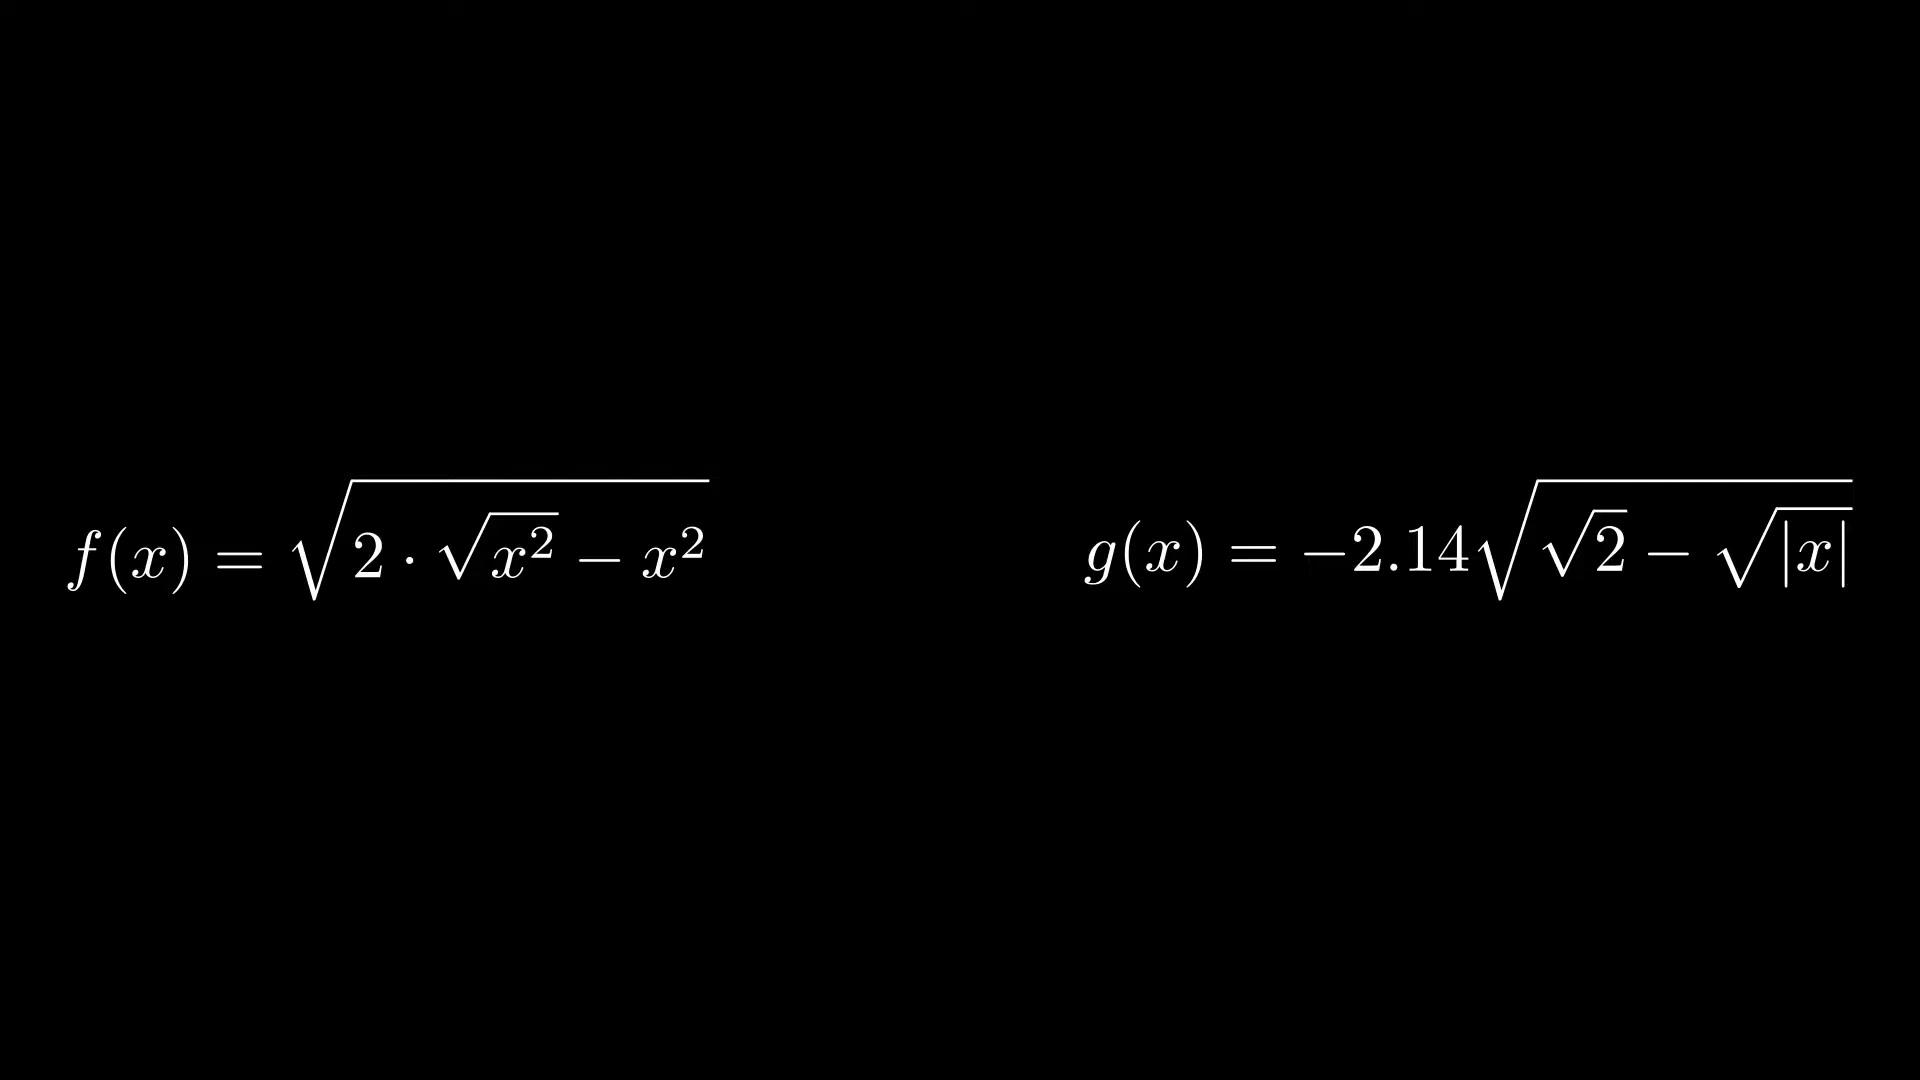 f(x) = √(2 · √(x²) − x²)
g(x) = −2.14√(√2 − √|x|)